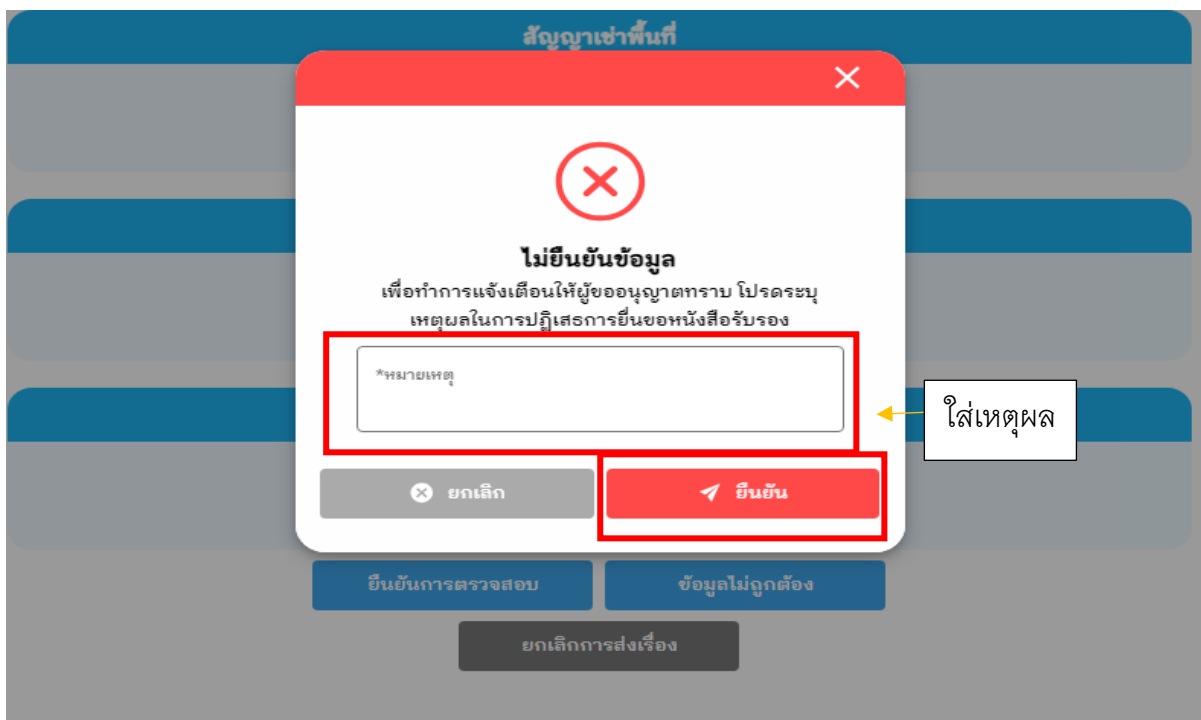 สัญญาเช่าพื้นที่
ไม่ยืนยันข้อมูล
เพื่อทำการแจ้งเตือนให้ผู้ขออนุญาตทราบ โปรดระบุ
เหตุผลในการปฏิเสธการยื่นขอหนังสือรับรอง
*หมายเหตุ
ใส่เหตุผล
ยกเลิก
ยืนยัน
ยืนยันการตรวจสอบ
ข้อมูลไม่ถูกต้อง
ยกเลิกการส่งเรื่อง